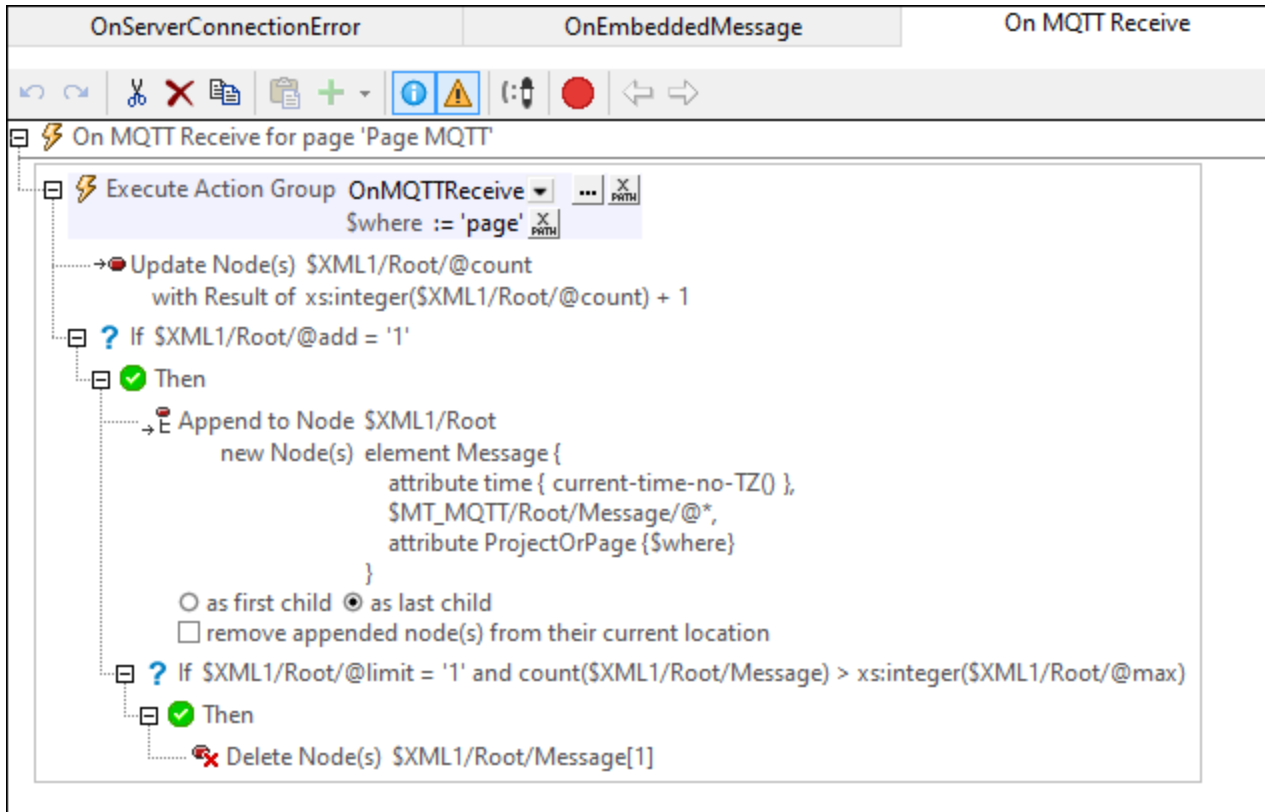 OnServerConnectionError OnEmbeddedMessage On MQTT Receive
On MQTT Receive for page 'Page MQTT'
Execute Action Group OnMQTTReceive ... X PATH
$where := 'page' X PATH
Update Node(s) $XML1/Root/@count
with Result of xs:integer($XML1/Root/@count) + 1
? If $XML1/Root/@add = '1'
Then
E Append to Node $XML1/Root
new Node(s) element Message {
attribute time { current-time-no-TZ() },
$MT_MQTT/Root/Message/@*,
attribute ProjectOrPage {$where}
}
as first child as last child
remove appended node(s) from their current location
? If $XML1/Root/@limit = '1' and count($XML1/Root/Message) > xs:integer($XML1/Root/@max)
Then
Delete Node(s) $XML1/Root/Message[1]